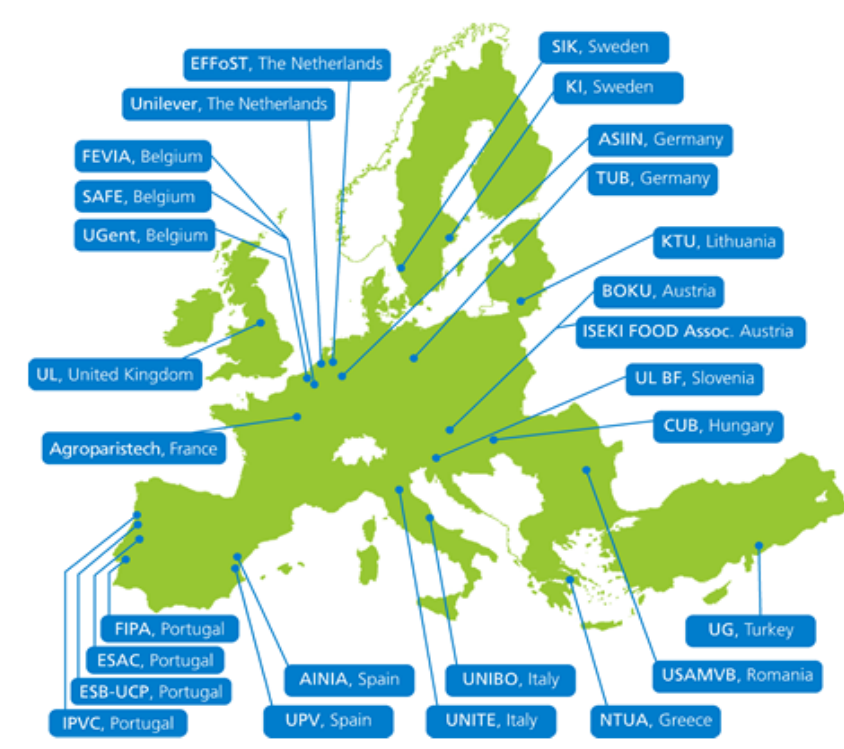 SIK, Sweden
EFFoST, The Netherlands
KI, Sweden
Unilever, The Netherlands
ASIIN, Germany
FEVIA, Belgium
TUB, Germany
SAFE, Belgium
UGent, Belgium
KTU, Lithuania
BOKU, Austria
ISEKI FOOD Assoc. Austria
UL, United Kingdom
UL BF, Slovenia
CUB, Hungary
Agroparistech, France
FIPA, Portugal
UG, Turkey
ESAC, Portugal
USAMVB, Romania
AINIA, Spain
UNIBO, Italy
ESB-UCP, Portugal
IPVC, Portugal
UPV, Spain
UNITE, Italy
NTUA, Greece